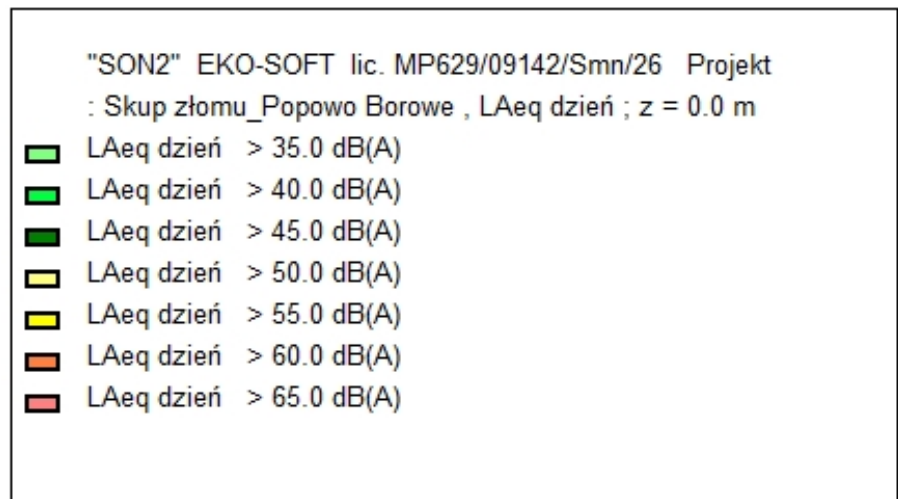 "SON2" EKO-SOFT lic. MP629/09142/Smn/26 Projekt
: Skup złomu_Popowo Borowe , LAeq dzień ; z = 0.0 m
LAeq dzień > 35.0 dB(A)
LAeq dzień > 40.0 dB(A)
LAeq dzień > 45.0 dB(A)
LAeq dzień > 50.0 dB(A)
LAeq dzień > 55.0 dB(A)
LAeq dzień > 60.0 dB(A)
LAeq dzień > 65.0 dB(A)